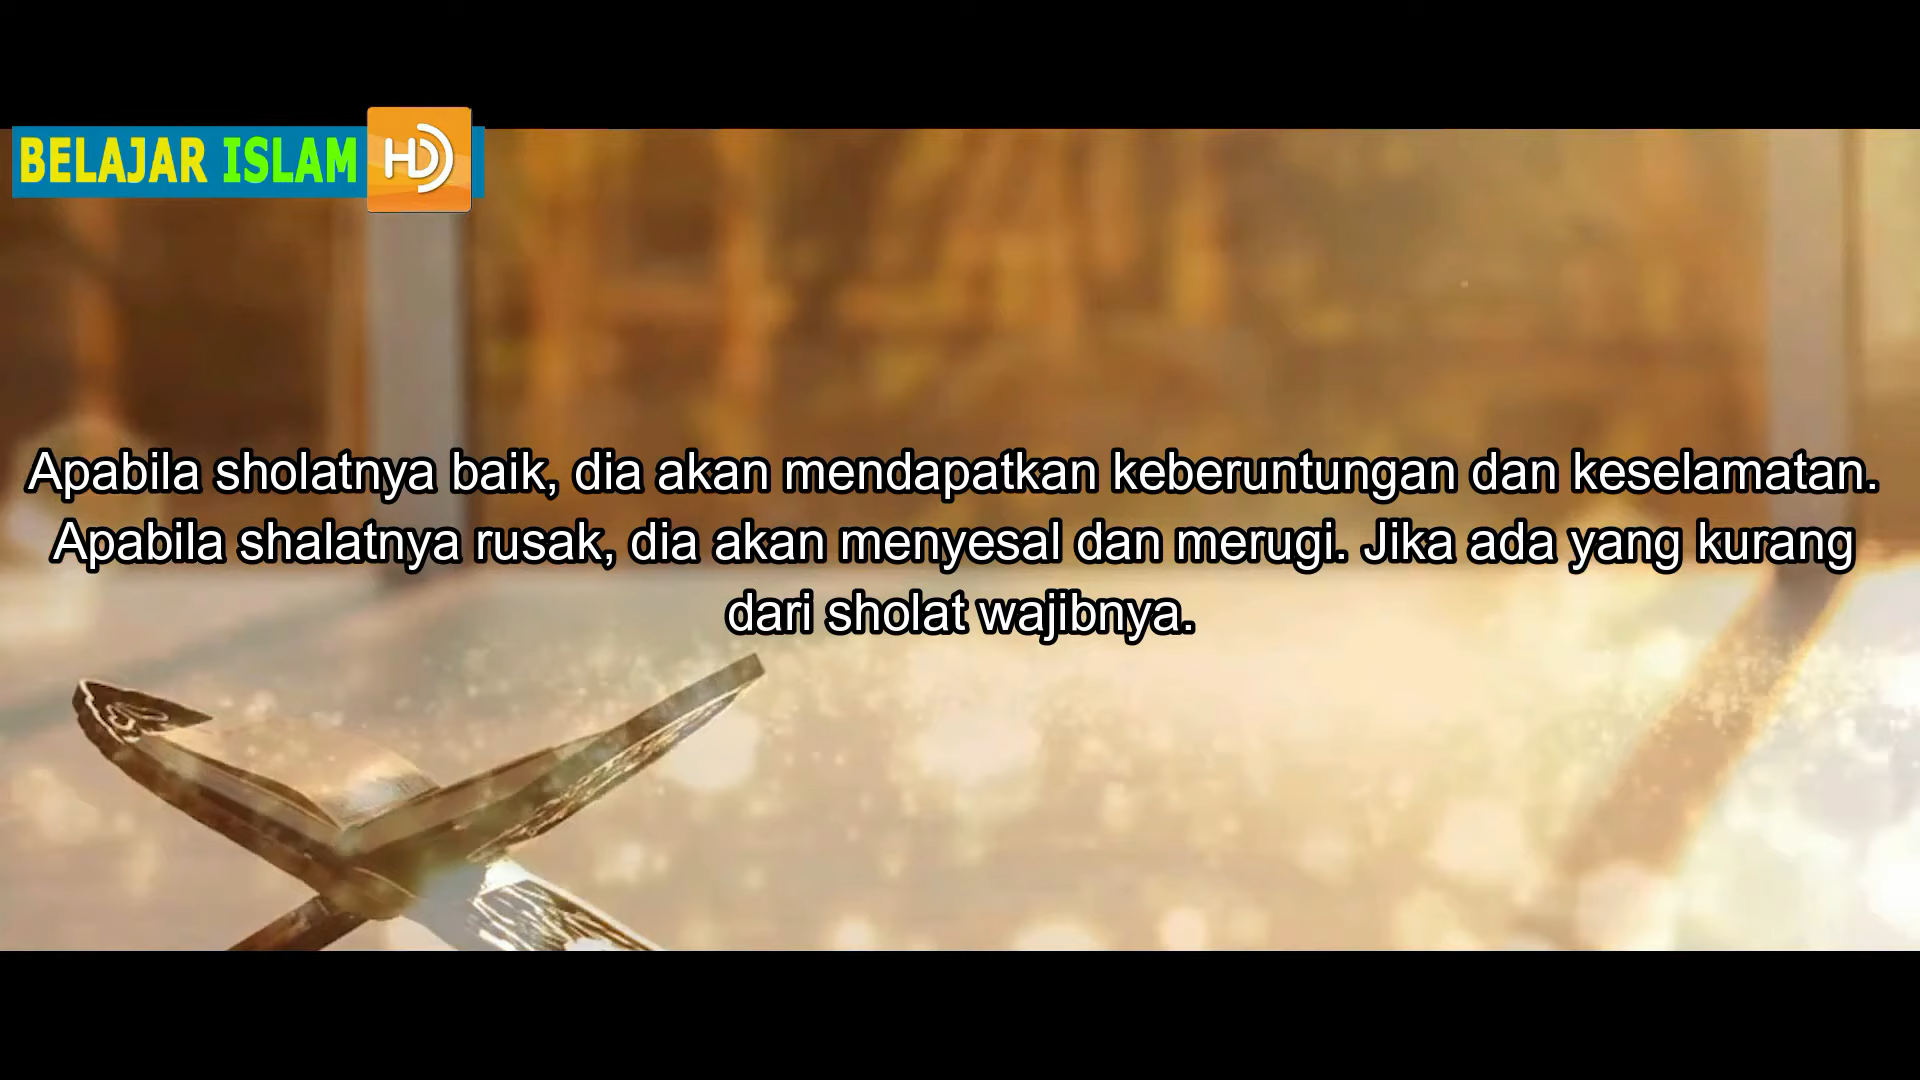 BELAJAR ISLAM HD
Apabila sholatnya baik, dia akan mendapatkan keberuntungan dan keselamatan.
Apabila shalatnya rusak, dia akan menyesal dan merugi. Jika ada yang kurang
dari sholat wajibnya.